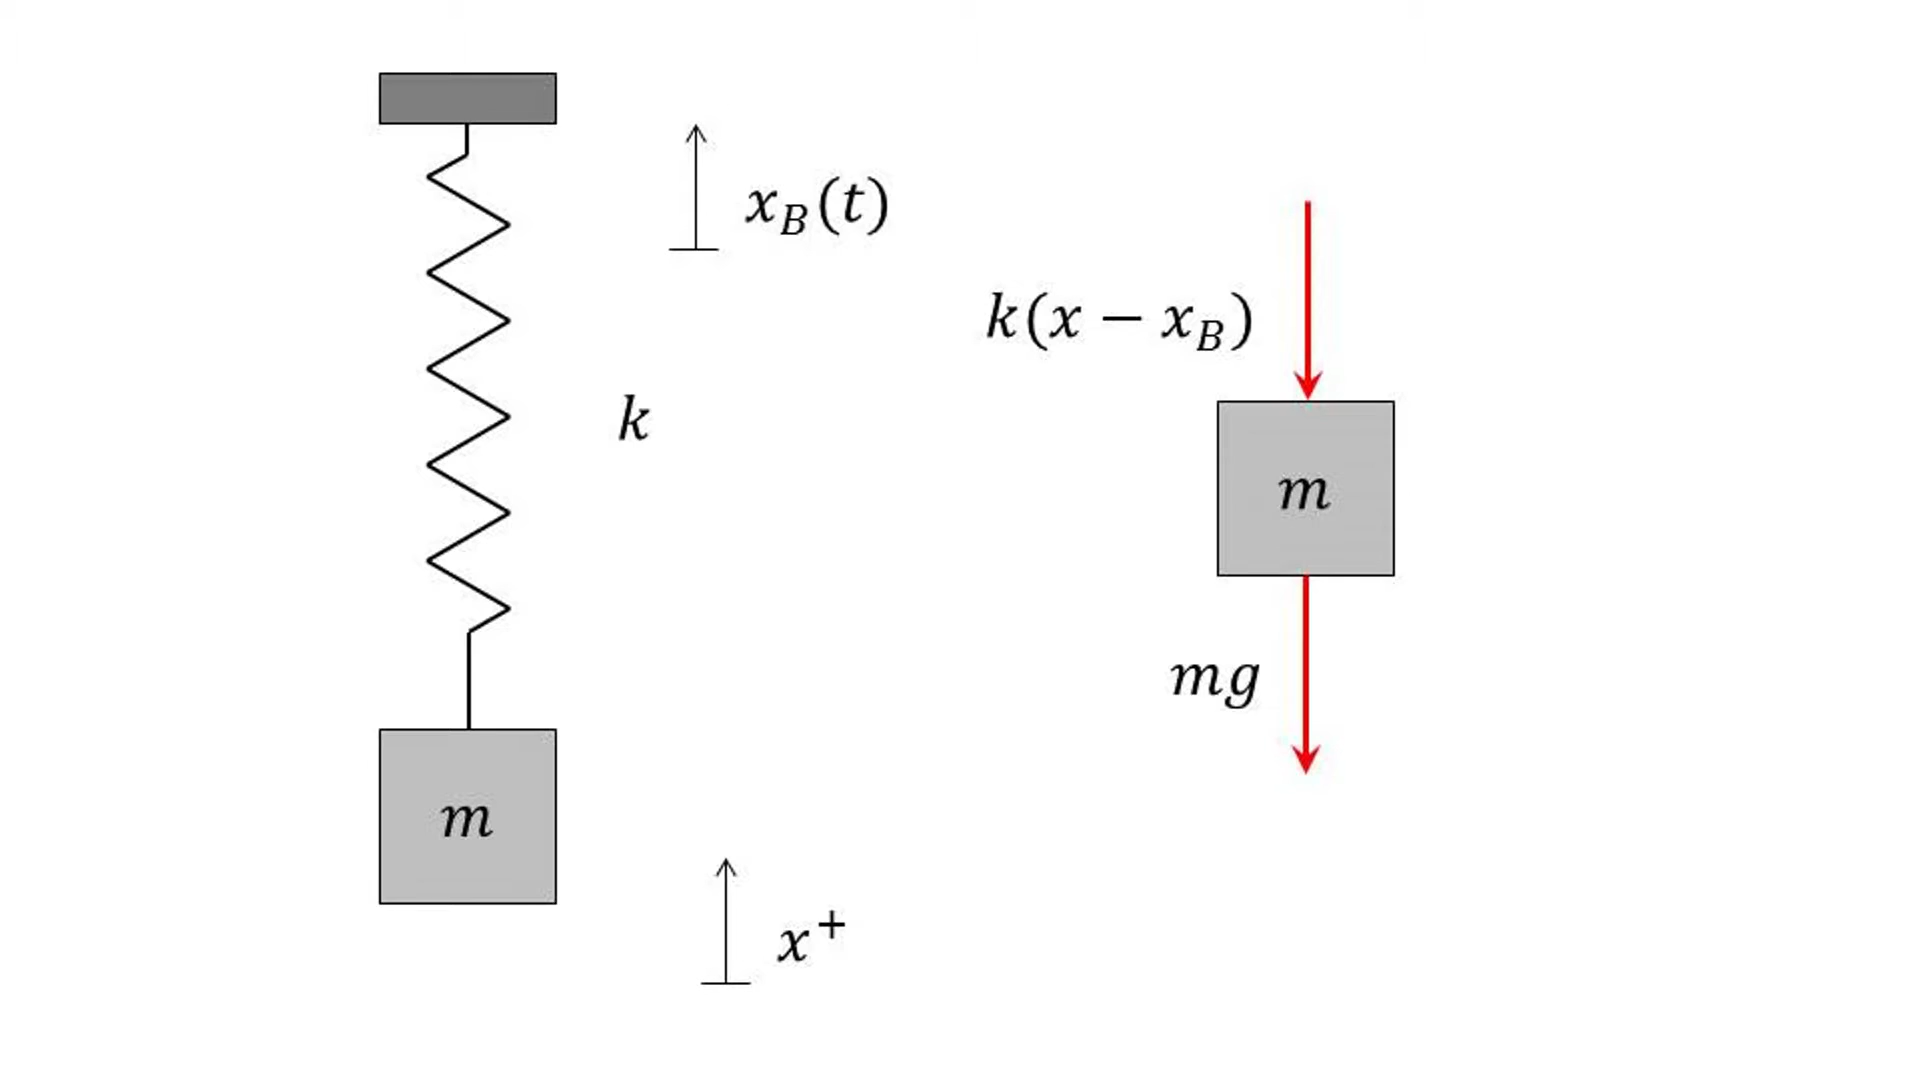 x_B(t)
k(x − x_B)
k
m
mg
m
x⁺